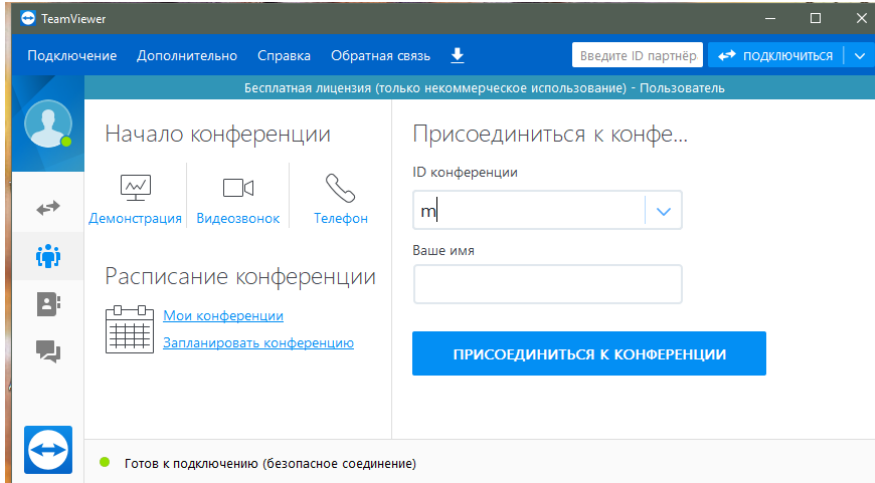 TeamViewer
Подключение Дополнительно Справка Обратная связь Введите ID партнёр ПОДКЛЮЧИТЬСЯ
Бесплатная лицензия (только некоммерческое использование) - Пользователь
Начало конференции
Демонстрация Видеозвонок Телефон
Расписание конференции
Мои конференции
Запланировать конференцию
Присоединиться к конфе...
ID конференции
m
Ваше имя
ПРИСОЕДИНИТЬСЯ К КОНФЕРЕНЦИИ
Готов к подключению (безопасное соединение)